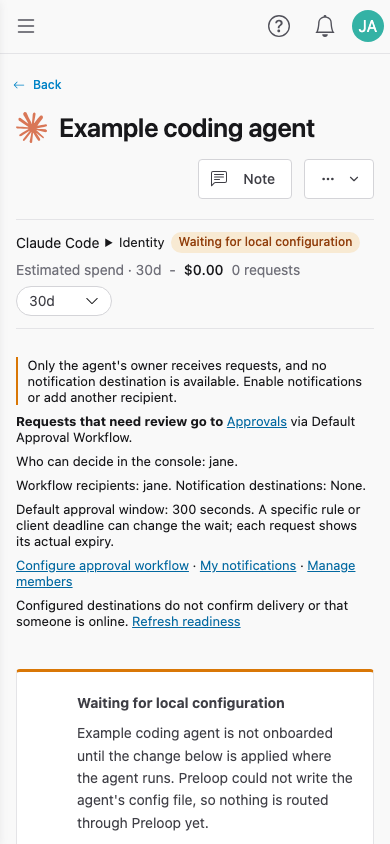 JA
← Back
Example coding agent
Note
Claude Code ▶ Identity Waiting for local configuration
Estimated spend · 30d - $0.00 0 requests
30d
Only the agent's owner receives requests, and no
notification destination is available. Enable notifications
or add another recipient.
Requests that need review go to Approvals via Default
Approval Workflow.
Who can decide in the console: jane.
Workflow recipients: jane. Notification destinations: None.
Default approval window: 300 seconds. A specific rule or
client deadline can change the wait; each request shows
its actual expiry.
Configure approval workflow · My notifications · Manage
members
Configured destinations do not confirm delivery or that
someone is online. Refresh readiness
Waiting for local configuration
Example coding agent is not onboarded
until the change below is applied where
the agent runs. Preloop could not write the
agent's config file, so nothing is routed
through Preloop yet.